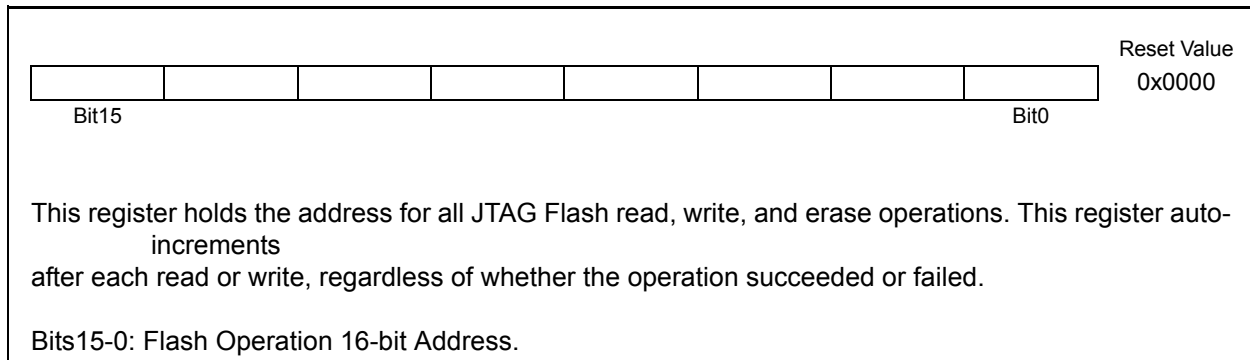 Reset Value
0x0000
Bit15 Bit0
This register holds the address for all JTAG Flash read, write, and erase operations. This register auto-
increments
after each read or write, regardless of whether the operation succeeded or failed.
Bits15-0: Flash Operation 16-bit Address.